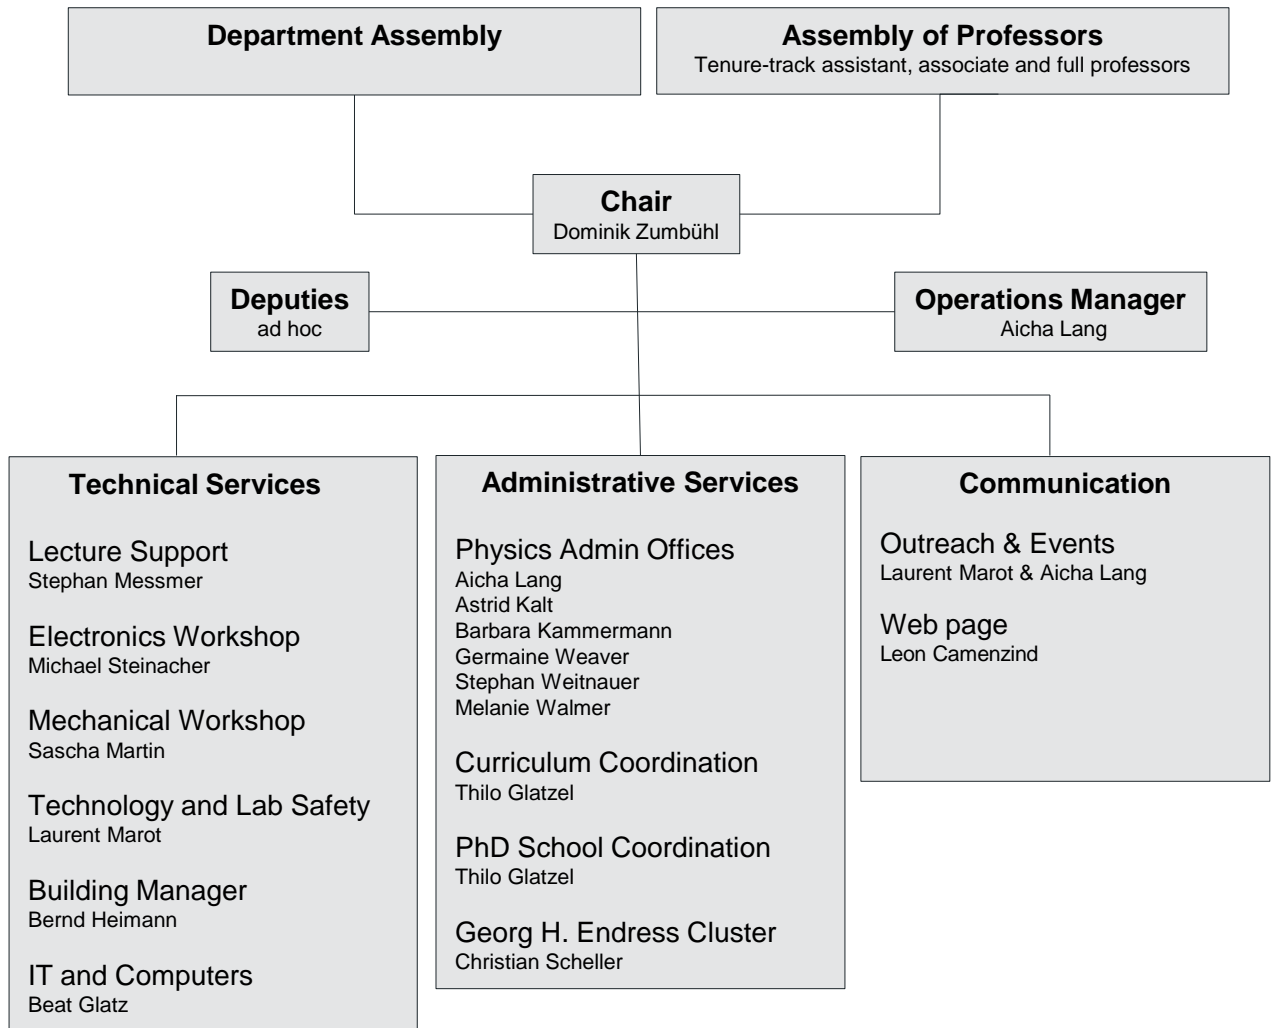 Department Assembly
Assembly of Professors
Tenure-track assistant, associate and full professors
Chair
Dominik Zumbühl
Deputies
ad hoc
Operations Manager
Aicha Lang
Technical Services
Lecture Support
Stephan Messmer
Electronics Workshop
Michael Steinacher
Mechanical Workshop
Sascha Martin
Technology and Lab Safety
Laurent Marot
Building Manager
Bernd Heimann
IT and Computers
Beat Glatz
Administrative Services
Physics Admin Offices
Aicha Lang
Astrid Kalt
Barbara Kammermann
Germaine Weaver
Stephan Weitnauer
Melanie Walmer
Curriculum Coordination
Thilo Glatzel
PhD School Coordination
Thilo Glatzel
Georg H. Endress Cluster
Christian Scheller
Communication
Outreach & Events
Laurent Marot & Aicha Lang
Web page
Leon Camenzind